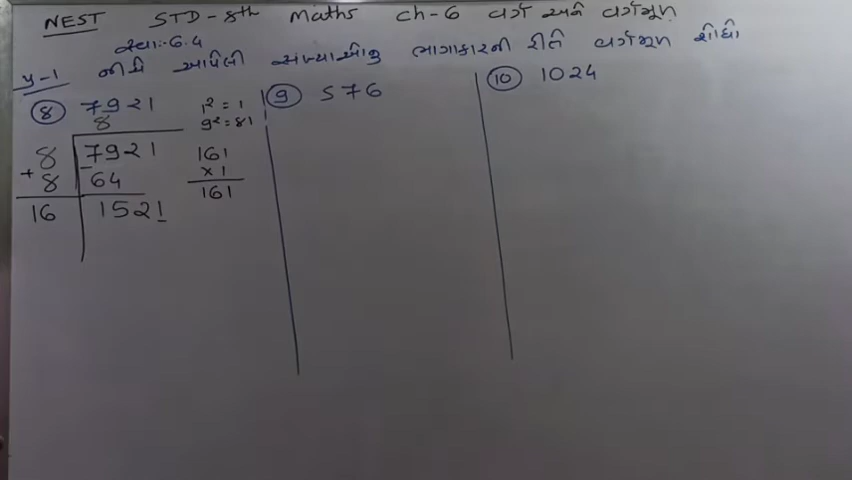 NEST STD-8th Maths Ch-6 વર્ગ અને વર્ગમૂળ
સ્વા:-6.4
પ્ર-1 નીચે આપેલી સંખ્યાઓનું ભાગાકારની રીતે વર્ગમૂળ શોધો
8 7921
8
8 7921
+ 8 64
16 1521
1² = 1
9² = 81
161
x 1
161
9 576
10 1024